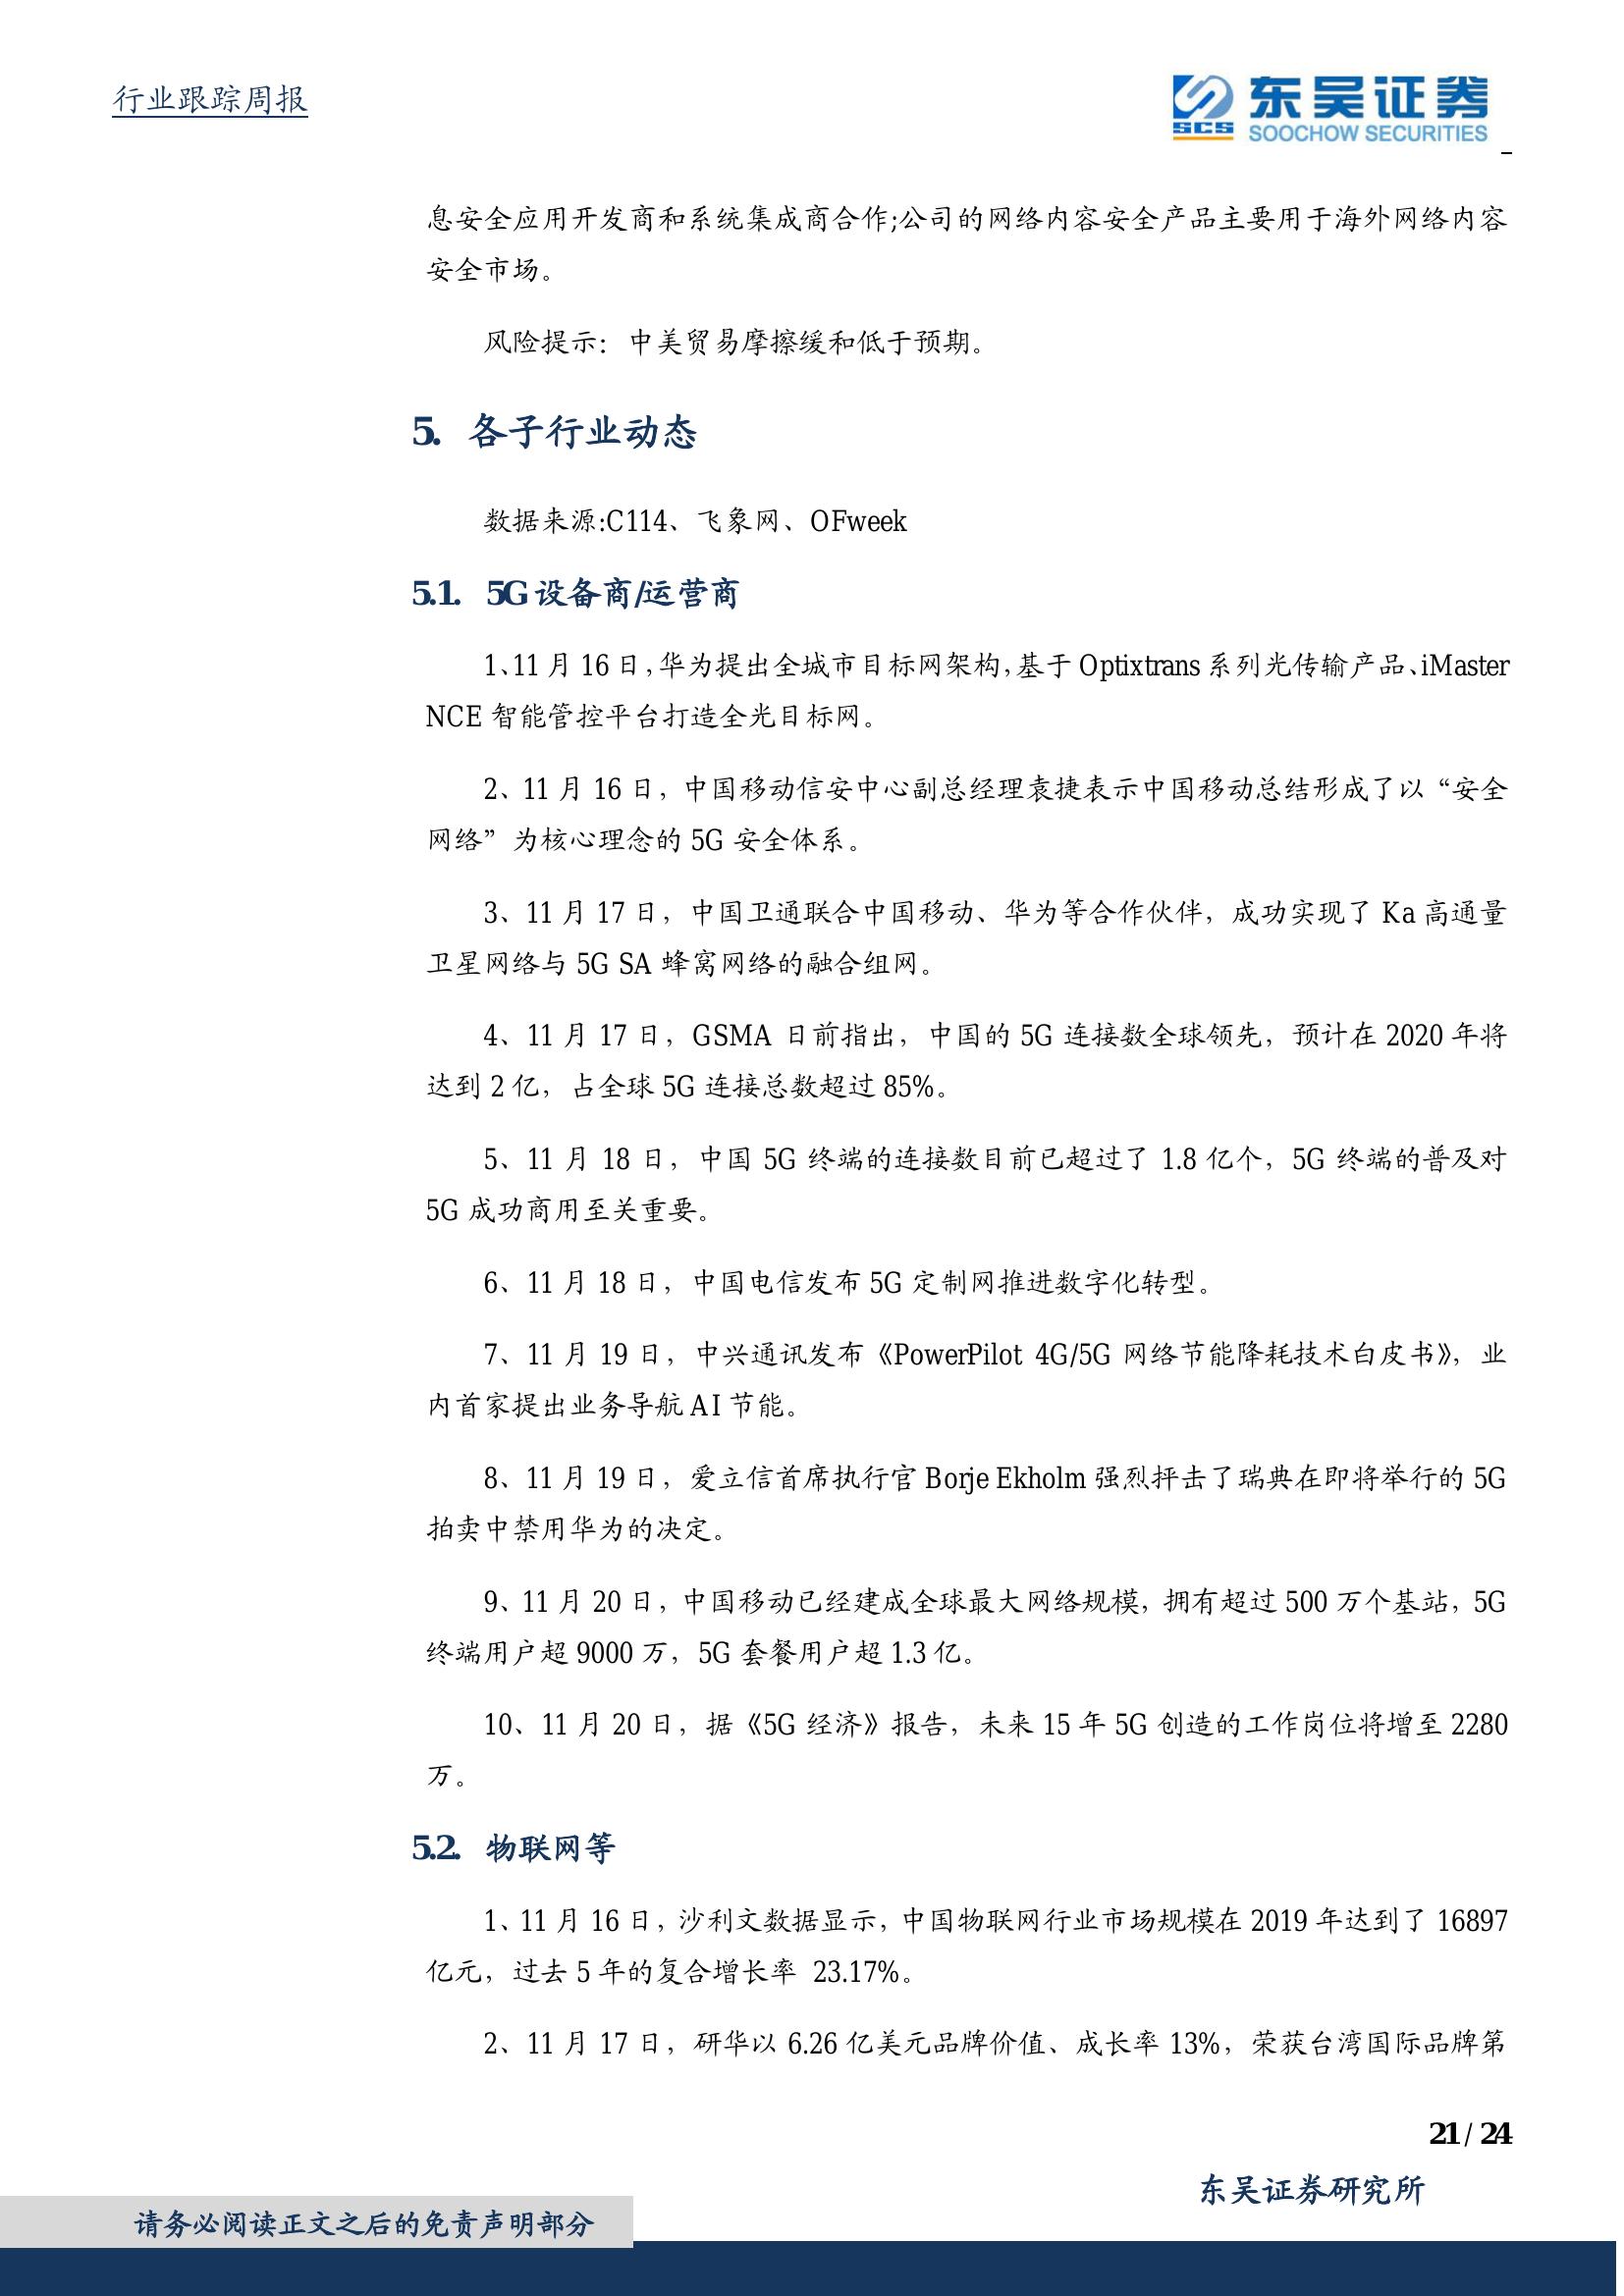 行业跟踪周报
东吴证券
SCS
SOOCHOW SECURITIES
息安全应用开发商和系统集成商合作;公司的网络内容安全产品主要用于海外网络内容
安全市场。
风险提示：中美贸易摩擦缓和低于预期。
5. 各子行业动态
数据来源:C114、飞象网、OFweek
5.1. 5G 设备商/运营商
1、11 月 16 日，华为提出全城市目标网架构，基于 Optixtrans 系列光传输产品、iMaster
NCE 智能管控平台打造全光目标网。
2、11 月 16 日，中国移动信安中心副总经理袁捷表示中国移动总结形成了以“安全
网络”为核心理念的 5G 安全体系。
3、11 月 17 日，中国卫通联合中国移动、华为等合作伙伴，成功实现了 Ka 高通量
卫星网络与 5G SA 蜂窝网络的融合组网。
4、11 月 17 日，GSMA 日前指出，中国的 5G 连接数全球领先，预计在 2020 年将
达到 2 亿，占全球 5G 连接总数超过 85%。
5、11 月 18 日，中国 5G 终端的连接数目前已超过了 1.8 亿个，5G 终端的普及对
5G 成功商用至关重要。
6、11 月 18 日，中国电信发布 5G 定制网推进数字化转型。
7、11 月 19 日，中兴通讯发布《PowerPilot 4G/5G 网络节能降耗技术白皮书》，业
内首家提出业务导航 AI 节能。
8、11 月 19 日，爱立信首席执行官 Borje Ekholm 强烈抨击了瑞典在即将举行的 5G
拍卖中禁用华为的决定。
9、11 月 20 日，中国移动已经建成全球最大网络规模，拥有超过 500 万个基站，5G
终端用户超 9000 万，5G 套餐用户超 1.3 亿。
10、11 月 20 日，据《5G 经济》报告，未来 15 年 5G 创造的工作岗位将增至 2280
万。
5.2. 物联网等
1、11 月 16 日，沙利文数据显示，中国物联网行业市场规模在 2019 年达到了 16897
亿元，过去 5 年的复合增长率 23.17%。
2、11 月 17 日，研华以 6.26 亿美元品牌价值、成长率 13%，荣获台湾国际品牌第
21 / 24
东吴证券研究所
请务必阅读正文之后的免责声明部分